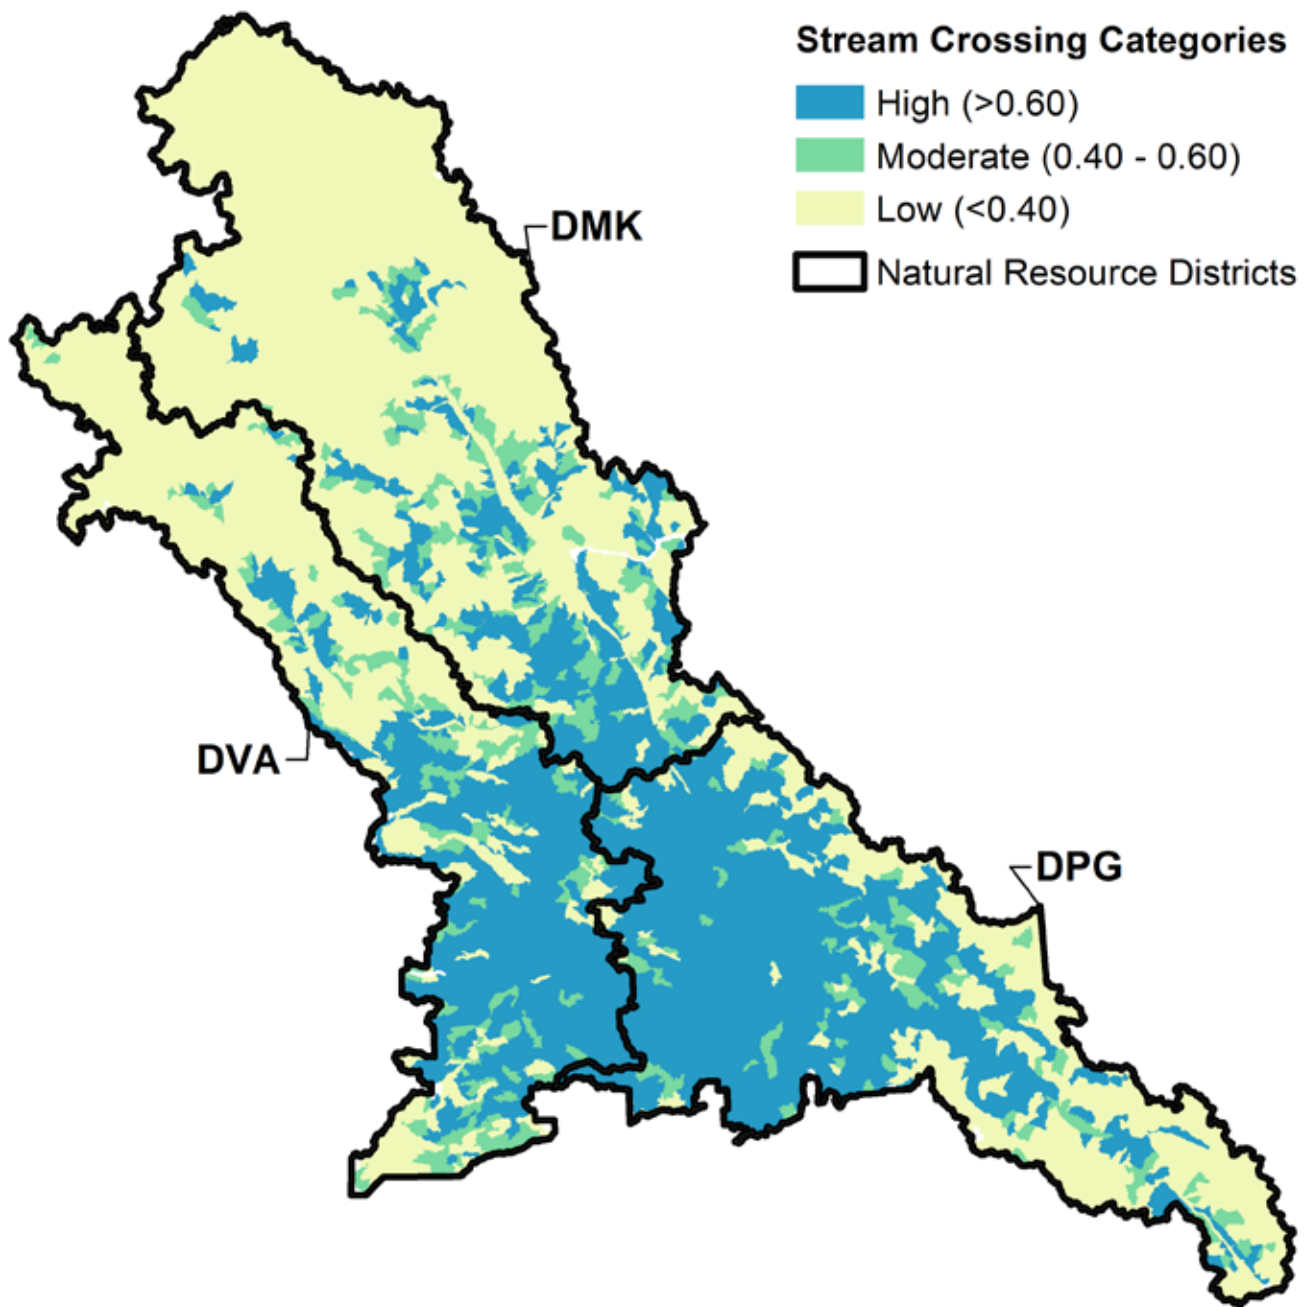 Stream Crossing Categories
High (>0.60)
Moderate (0.40 - 0.60)
Low (<0.40)
Natural Resource Districts
DMK
DVA
DPG